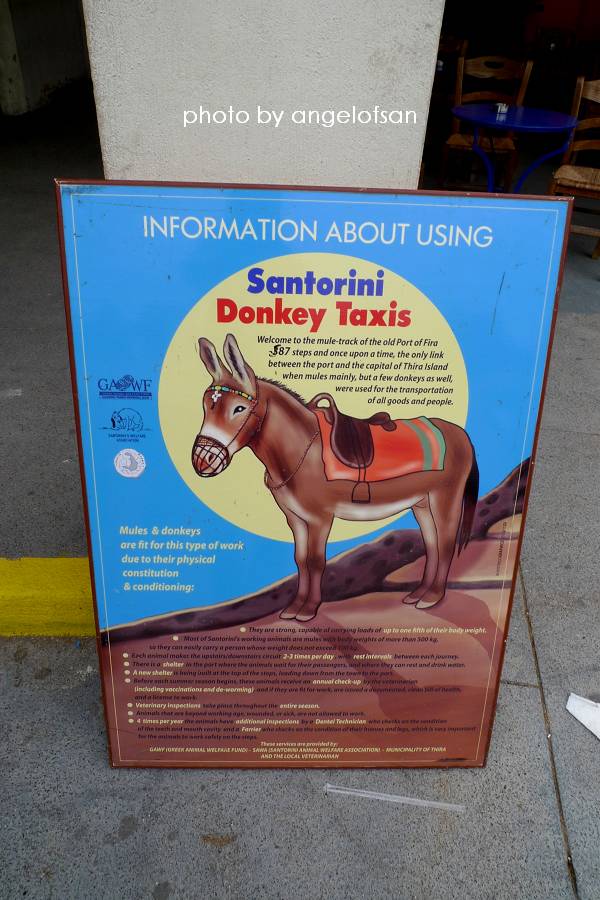 photo by angelofsan
INFORMATION ABOUT USING
Santorini
Donkey Taxis
Welcome to the mule-track of the old Port of Fira
587 steps and once upon a time, the only link
between the port and the capital of Thira Island
when mules mainly, but a few donkeys as well,
were used for the transportation
of all goods and people.
GAWF
SANTORINI'S WELFARE
ASSOCIATION
Mules & donkeys
are fit for this type of work
due to their physical
constitution
& conditioning:
They are strong, capable of carrying loads of up to one fifth of their body weight.
Most of Santorini's working animals are mules with body weights of more than 500 kg,
so they can easily carry a person whose weight does not exceed 100 kg.
Each animal makes the upstairs/downstairs circuit 2-3 times per day, with rest intervals between each journey.
There is a shelter in the port where the animals wait for their passengers, and where they can rest and drink water.
A new shelter is being built at the top of the steps, leading down from the town to the port.
Before each summer season begins, these animals receive an annual check-up by the veterinarian
(including vaccinations and de-worming) and if they are fit for work, are issued a documented, clean bill of health,
and a license to work.
Veterinary inspections take place throughout the entire season.
Animals that are beyond working age, wounded, or sick, are not allowed to work.
4 times per year the animals have additional inspections by a Dental Technician who checks on the condition
of the teeth and mouth cavity and a Farrier who checks on the condition of their hooves and legs, which is very important
for the animals to work safely on the steps.
These services are provided by:
GAWF (GREEK ANIMAL WELFARE FUND) - SAWA (SANTORINI ANIMAL WELFARE ASSOCIATION) - MUNICIPALITY OF THIRA
AND THE LOCAL VETERINARIAN